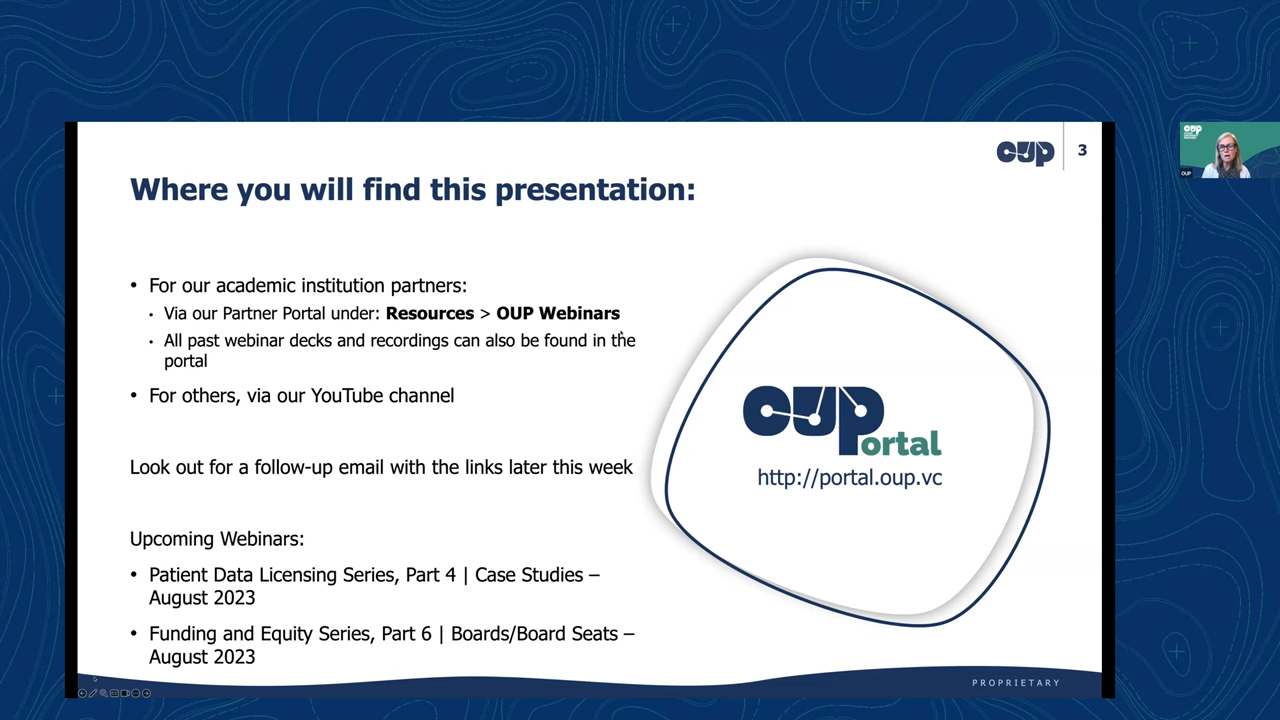 OUP
3
OUP
Where you will find this presentation:
OUP
• For our academic institution partners:
• Via our Partner Portal under: Resources > OUP Webinars
• All past webinar decks and recordings can also be found in the
portal
• For others, via our YouTube channel
OUPortal
http://portal.oup.vc
Look out for a follow-up email with the links later this week
Upcoming Webinars:
• Patient Data Licensing Series, Part 4 | Case Studies –
August 2023
• Funding and Equity Series, Part 6 | Boards/Board Seats –
August 2023
PROPRIETARY